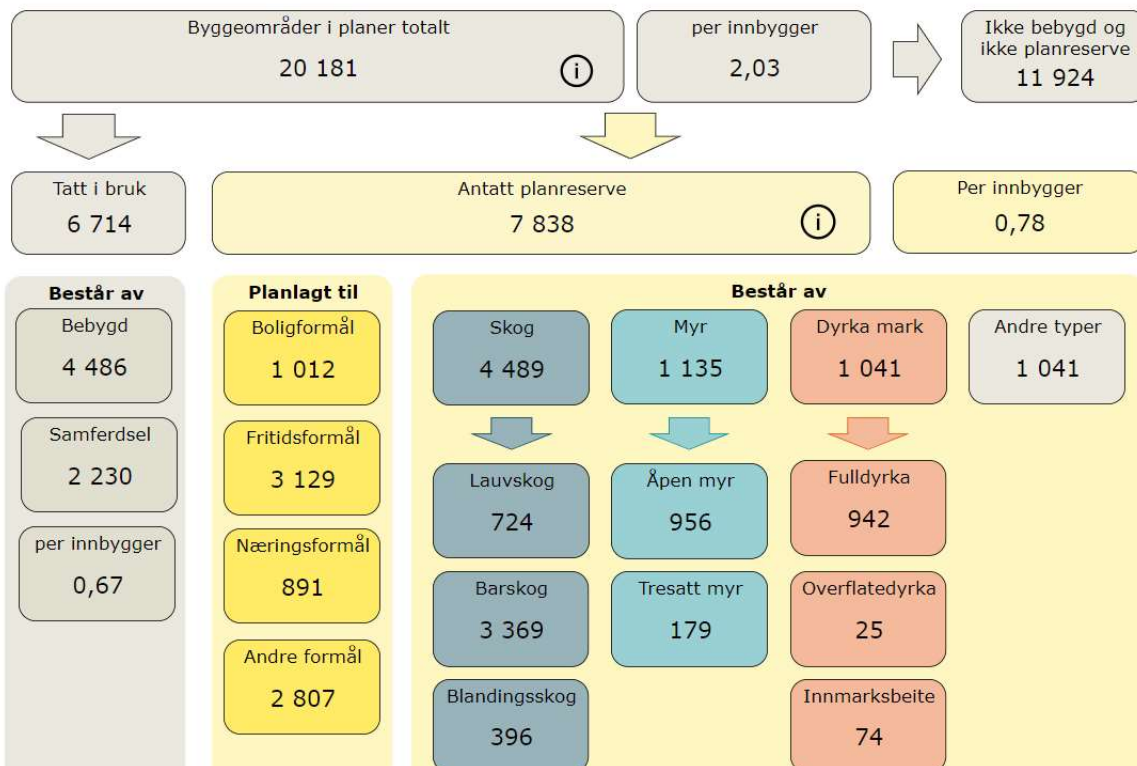 Byggeområder i planer totalt
20 181
i
per innbygger
2,03
Ikke bebygd og
ikke planreserve
11 924
Tatt i bruk
6 714
Antatt planreserve
7 838
i
Per innbygger
0,78
Består av
Bebygd
4 486
Samferdsel
2 230
per innbygger
0,67
Planlagt til
Boligformål
1 012
Fritidsformål
3 129
Næringsformål
891
Andre formål
2 807
Består av
Skog
4 489
Lauvskog
724
Barskog
3 369
Blandingsskog
396
Myr
1 135
Åpen myr
956
Tresatt myr
179
Dyrka mark
1 041
Fulldyrka
942
Overflatedyrka
25
Innmarksbeite
74
Andre typer
1 041